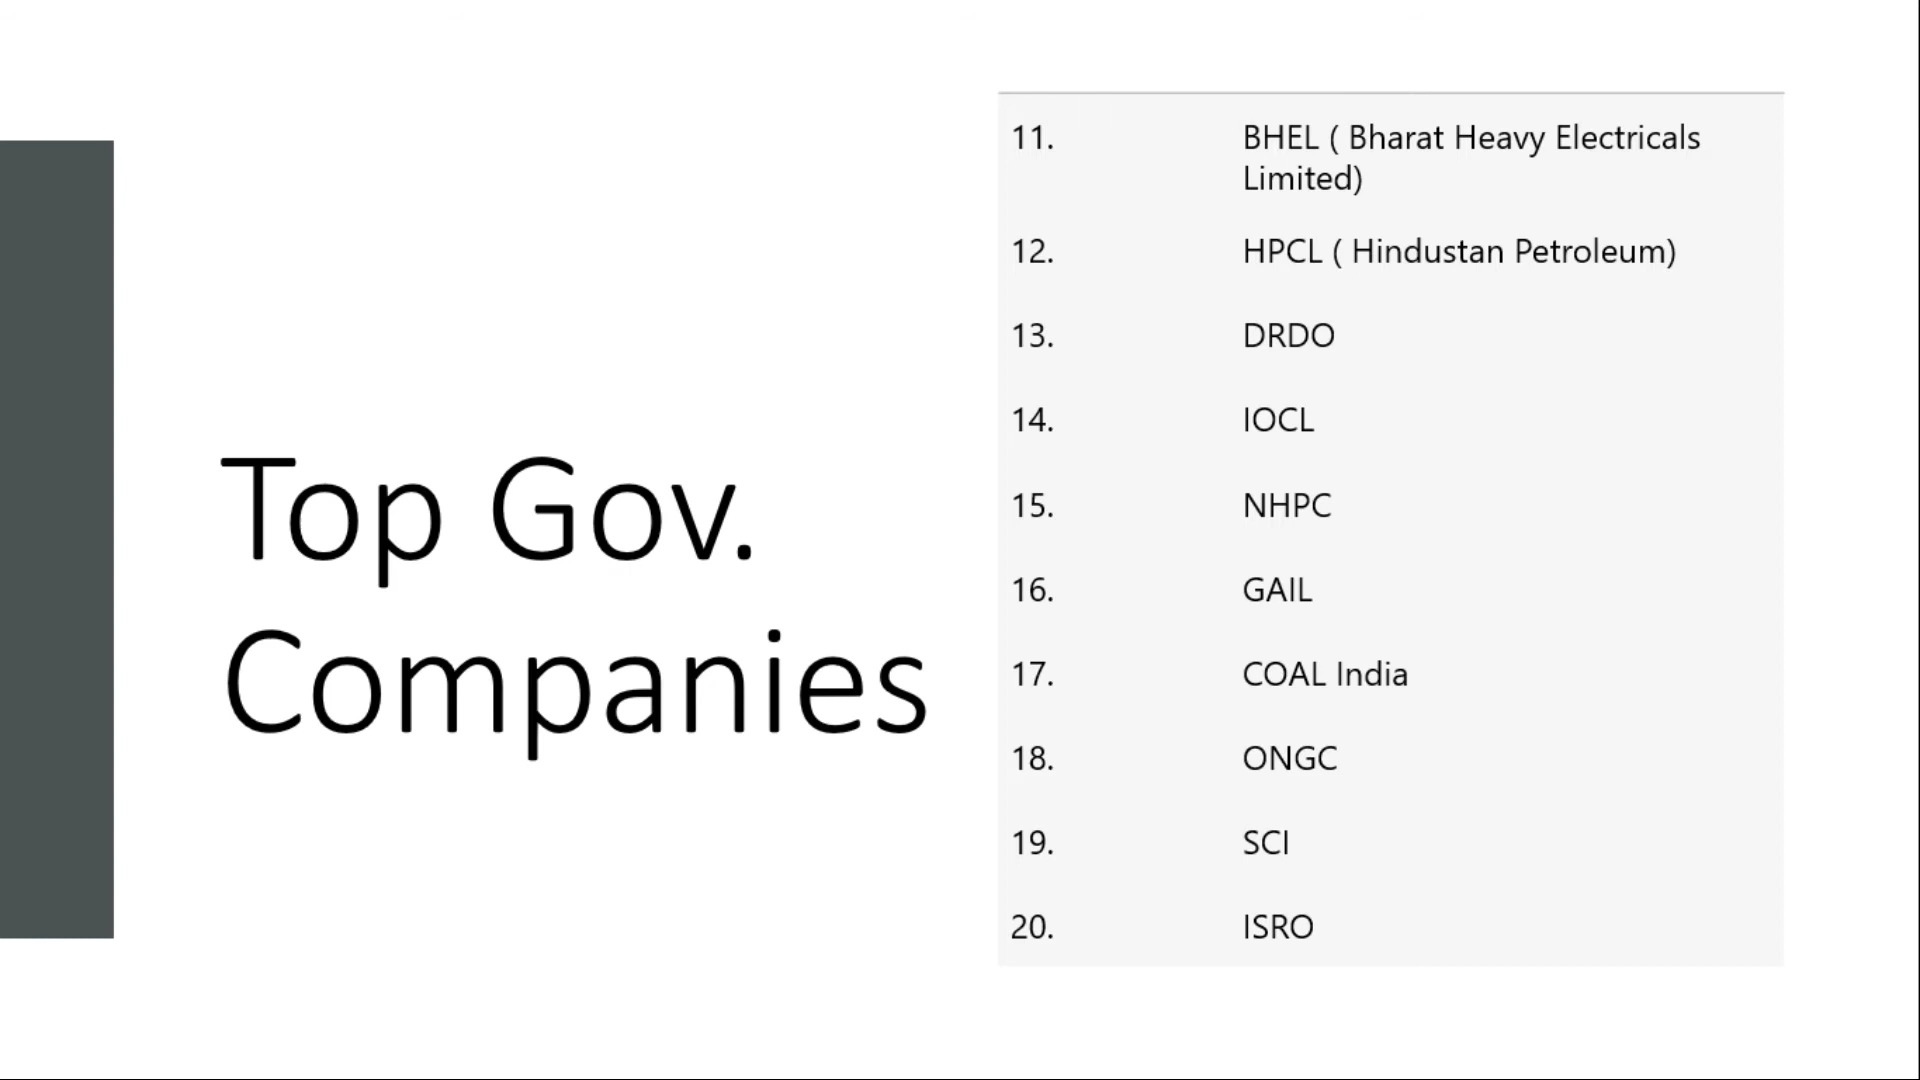 Top Gov.
Companies
11. BHEL ( Bharat Heavy Electricals
Limited)
12. HPCL ( Hindustan Petroleum)
13. DRDO
14. IOCL
15. NHPC
16. GAIL
17. COAL India
18. ONGC
19. SCI
20. ISRO